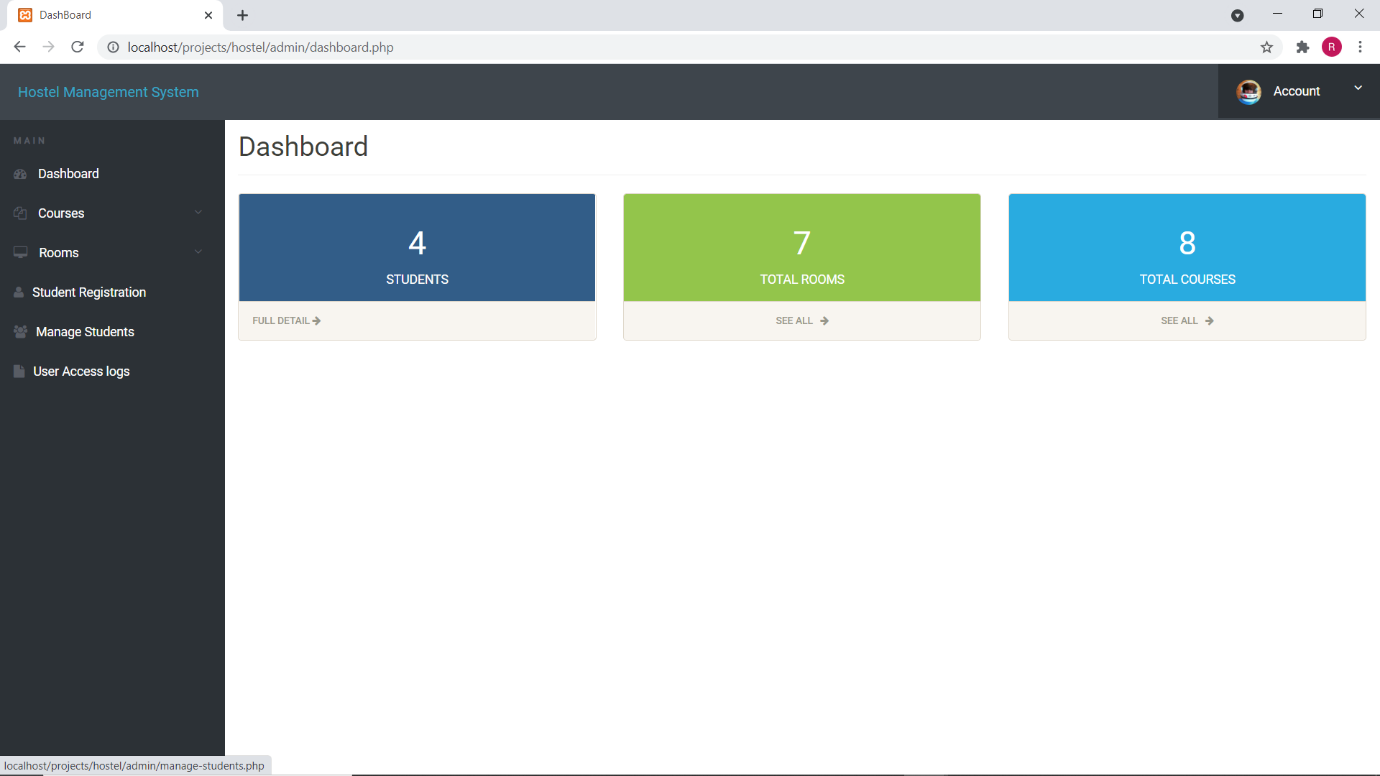 DashBoard
localhost/projects/hostel/admin/dashboard.php
R
Hostel Management System
Account
MAIN
Dashboard
Courses
Rooms
Student Registration
Manage Students
User Access logs
Dashboard
4
STUDENTS
FULL DETAIL
7
TOTAL ROOMS
SEE ALL
8
TOTAL COURSES
SEE ALL
localhost/projects/hostel/admin/manage-students.php